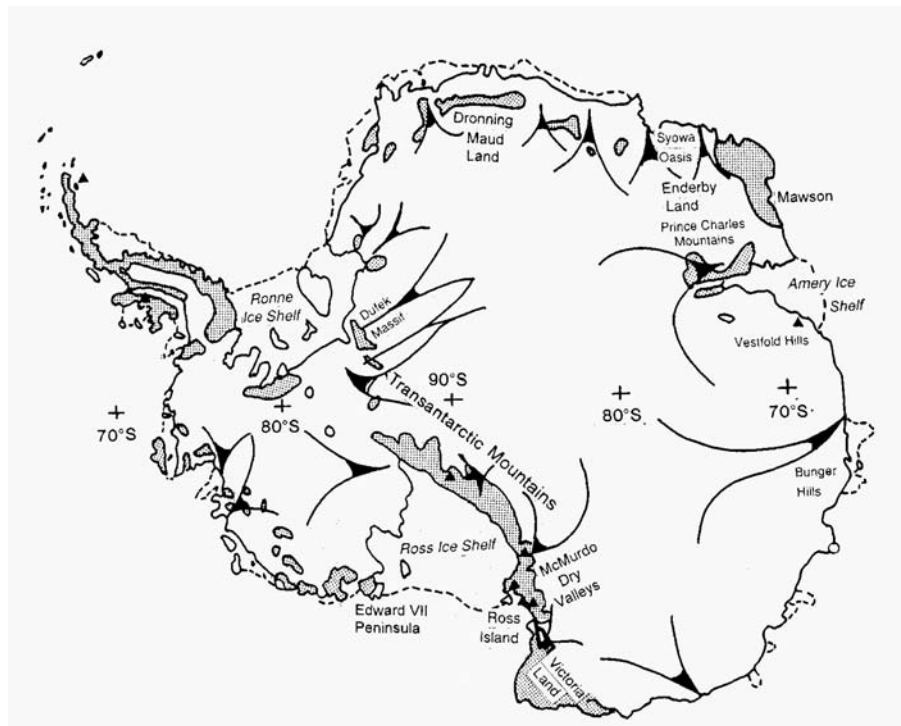 Dronning
Maud
Land
Syowa
Oasis
Enderby
Land
Mawson
Prince Charles
Mountains
Amery Ice
Shelf
Ronne
Ice Shelf
Dufek
Massif
Vestfold Hills
90°S
Transantarctic Mountains
70°S
80°S
80°S
70°S
Bunger
Hills
Ross Ice Shelf
McMurdo
Dry
Valleys
Edward VII
Peninsula
Ross
Island
Victoria
Land